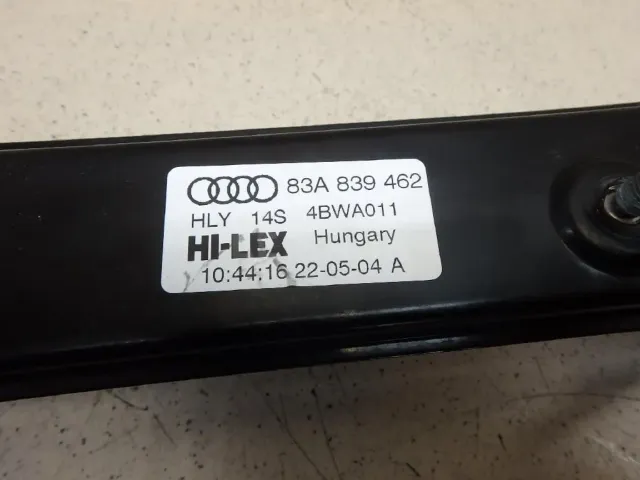 83A 839 462
HLY 14S 4BWA011
HI-LEX Hungary
10:44:16 22-05-04 A